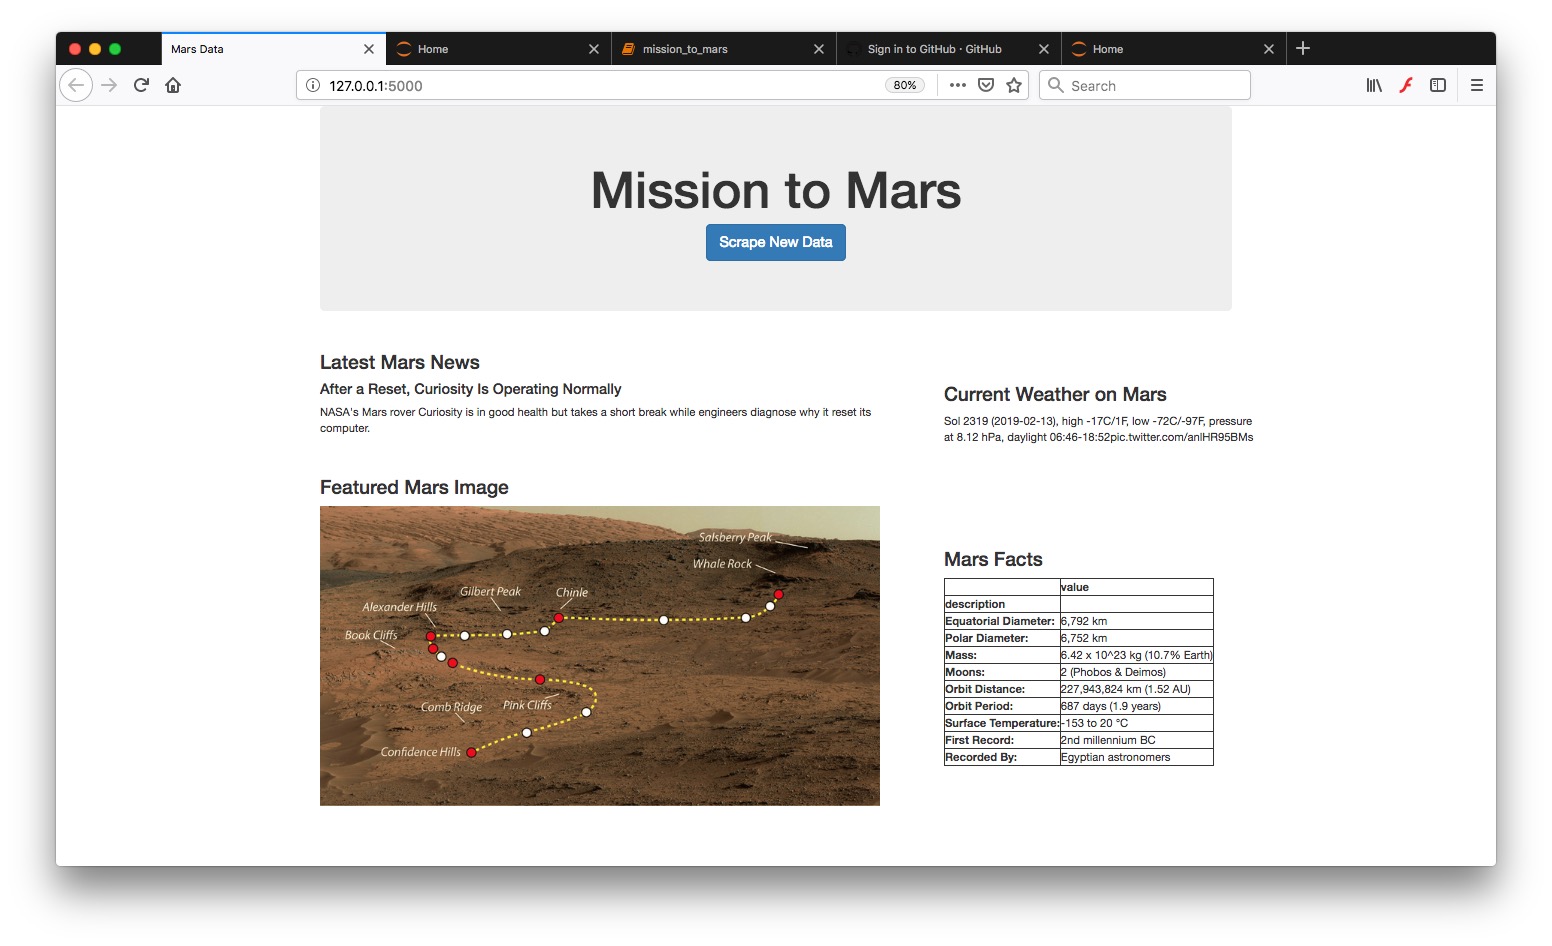 Mars Data
Home
mission_to_mars
Sign in to GitHub · GitHub
Home
127.0.0.1:5000
80%
Search
Mission to Mars
Scrape New Data
Latest Mars News
After a Reset, Curiosity Is Operating Normally
NASA's Mars rover Curiosity is in good health but takes a short break while engineers diagnose why it reset its
computer.
Current Weather on Mars
Sol 2319 (2019-02-13), high -17C/1F, low -72C/-97F, pressure
at 8.12 hPa, daylight 06:46-18:52pic.twitter.com/anlHR95BMs
Featured Mars Image
Salsberry Peak
Whale Rock
Gilbert Peak
Chinle
Alexander Hills
Book Cliffs
Comb Ridge
Pink Cliffs
Confidence Hills
Mars Facts
value
description
Equatorial Diameter: 6,792 km
Polar Diameter: 6,752 km
Mass: 6.42 x 10^23 kg (10.7% Earth)
Moons: 2 (Phobos & Deimos)
Orbit Distance: 227,943,824 km (1.52 AU)
Orbit Period: 687 days (1.9 years)
Surface Temperature: -153 to 20 °C
First Record: 2nd millennium BC
Recorded By: Egyptian astronomers